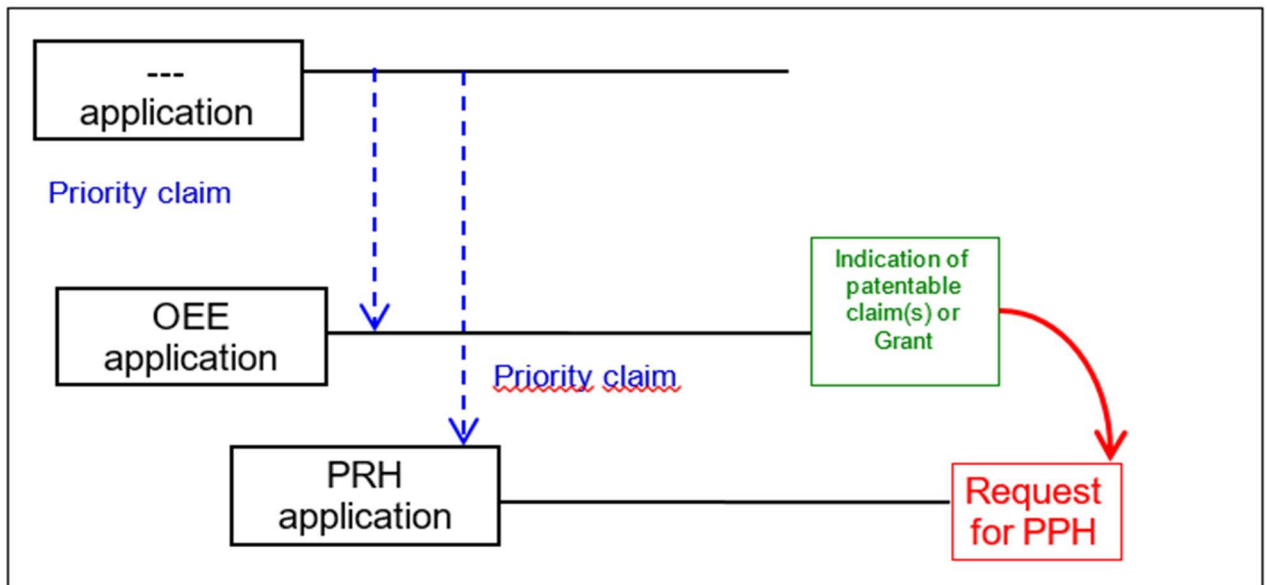 ---
application
Priority claim
OEE
application
Indication of
patentable
claim(s) or
Grant
Priority claim
PRH
application
Request
for PPH